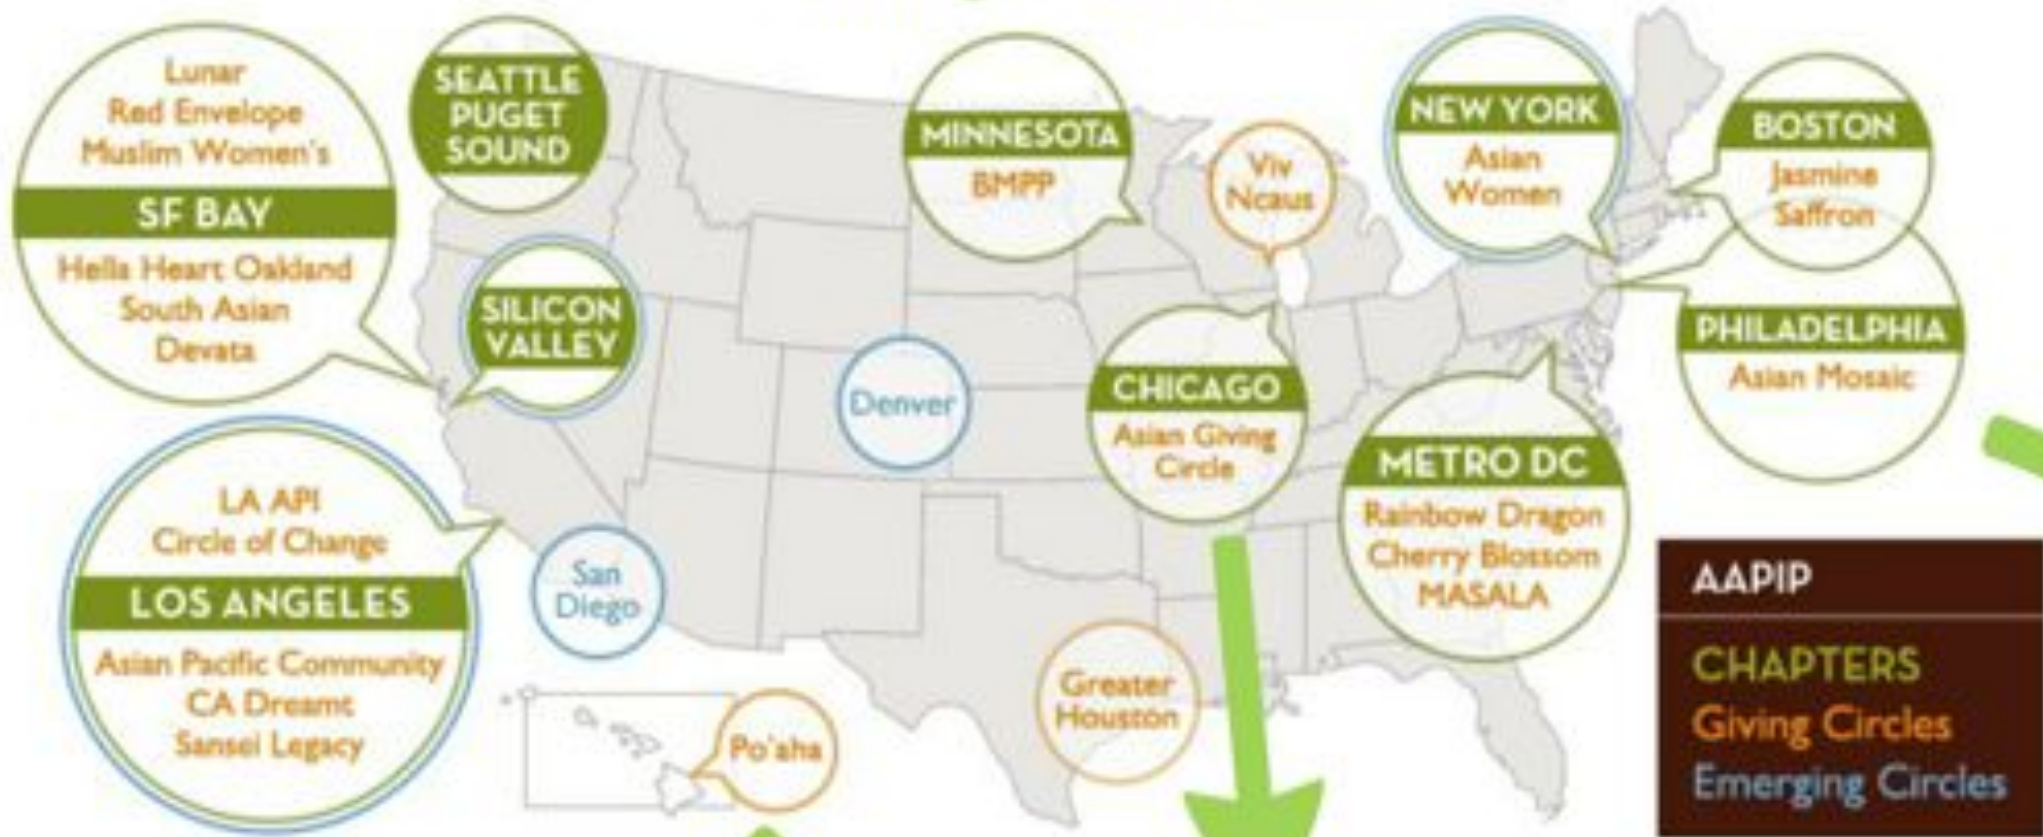 Lunar
Red Envelope
Muslim Women's
SF BAY
Hella Heart Oakland
South Asian
Devata
SEATTLE
PUGET
SOUND
SILICON
VALLEY
LA API
Circle of Change
LOS ANGELES
Asian Pacific Community
CA Dreamt
Sansei Legacy
San
Diego
Denver
Po'aha
MINNESOTA
BMPP
Viv
Ncaus
CHICAGO
Asian Giving
Circle
Greater
Houston
NEW YORK
Asian
Women
BOSTON
Jasmine
Saffron
PHILADELPHIA
Asian Mosaic
METRO DC
Rainbow Dragon
Cherry Blossom
MASALA
AAPIP
CHAPTERS
Giving Circles
Emerging Circles